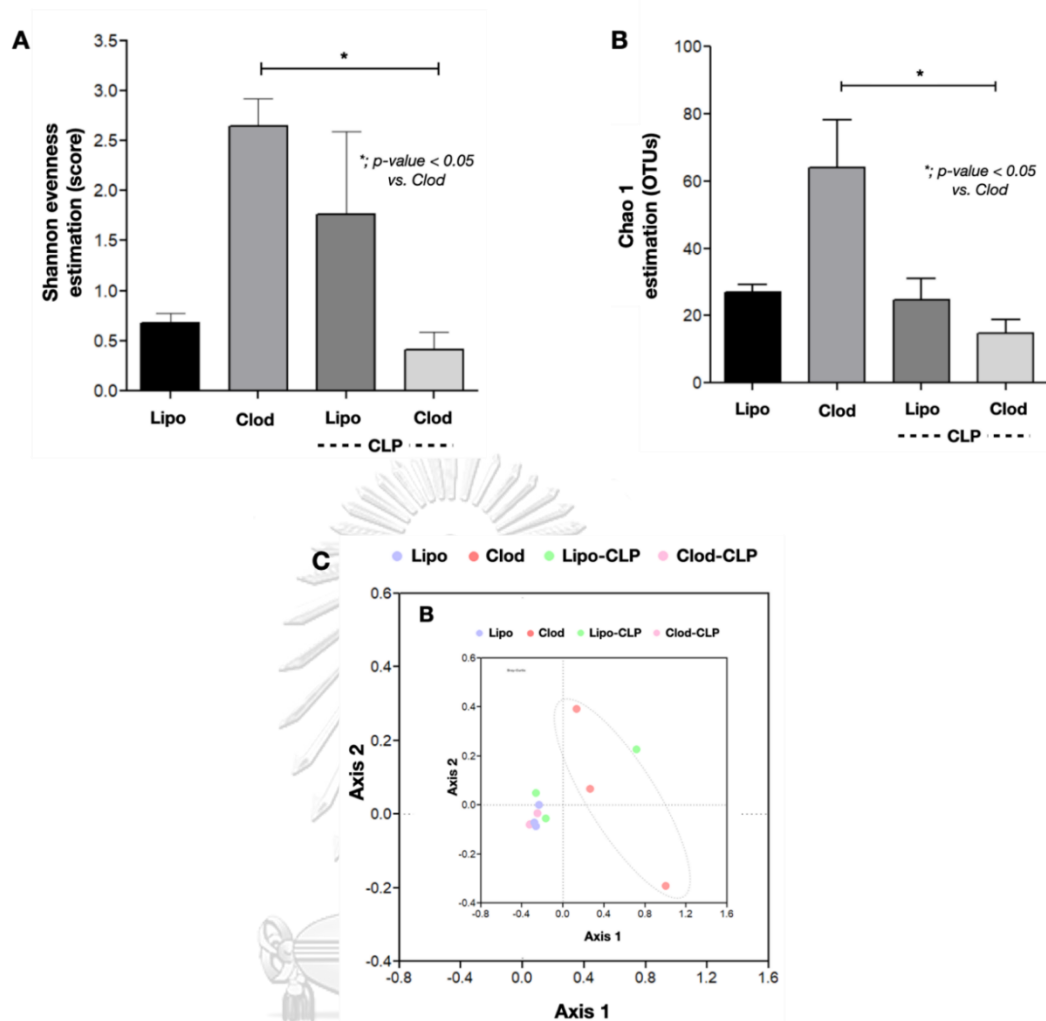 A
Shannon evenness
estimation (score)
3.5
3.0
2.5
2.0
1.5
1.0
0.5
0.0
*
*; p-value < 0.05
vs. Clod
Lipo
Clod
Lipo
Clod
CLP
B
Chao 1
estimation (OTUs)
100
80
60
40
20
0
*
*; p-value < 0.05
vs. Clod
Lipo
Clod
Lipo
Clod
CLP
C
Lipo
Clod
Lipo-CLP
Clod-CLP
Axis 2
0.6
0.4
0.2
0.0
-0.2
-0.4
-0.8
-0.4
0.0
0.4
0.8
1.2
1.6
Axis 1
B
Lipo
Clod
Lipo-CLP
Clod-CLP
Axis 2
0.6
0.4
0.2
0.0
-0.2
-0.4
-0.8
-0.4
0.0
0.4
0.8
1.2
1.6
Axis 1